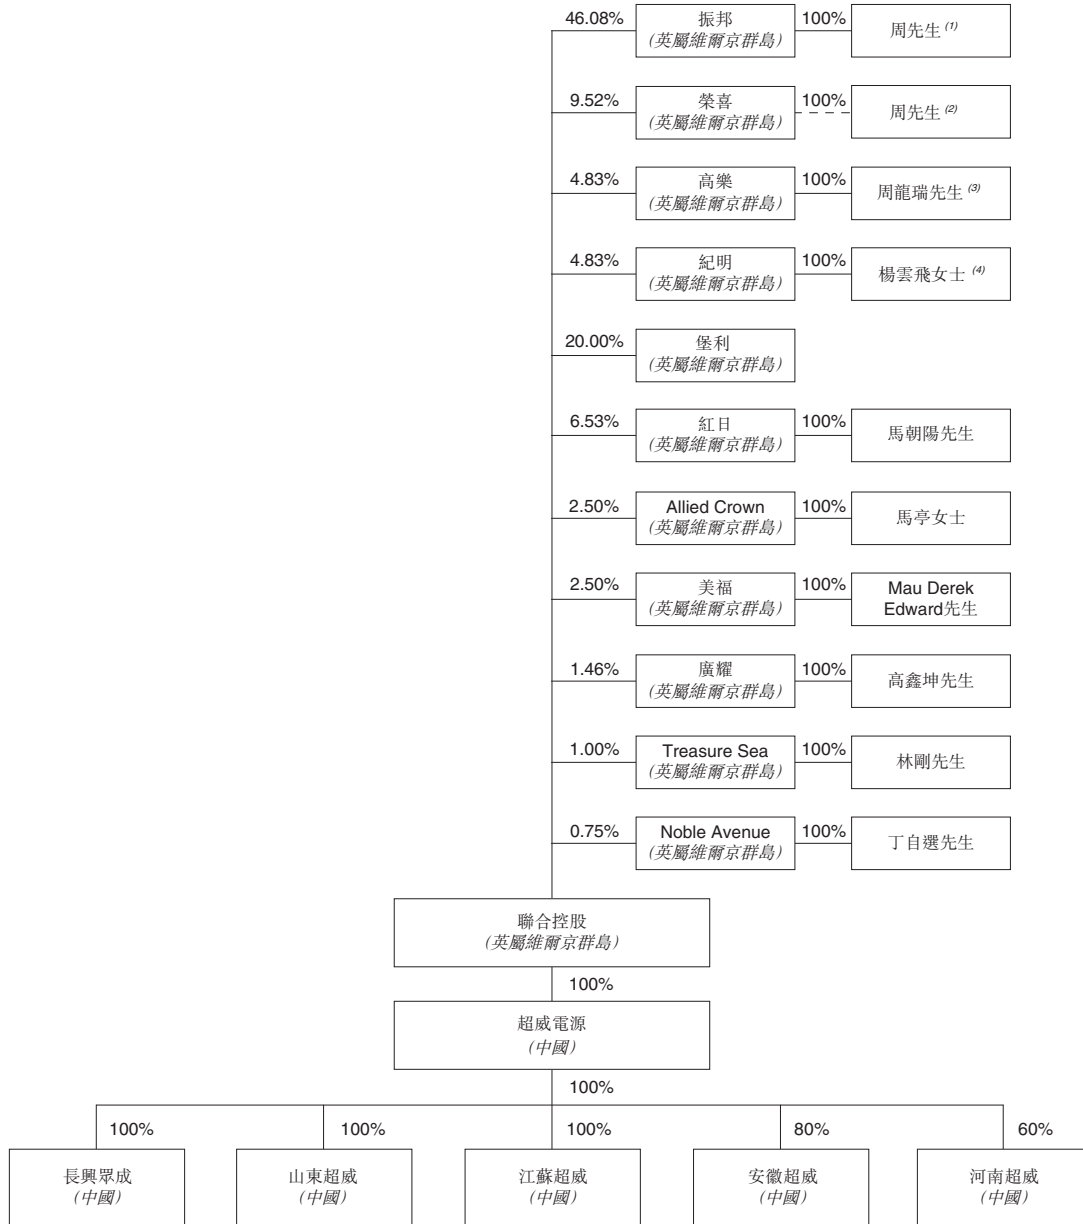 46.08%
振邦
(英屬維爾京群島)
100%
周先生 (1)
9.52%
榮喜
(英屬維爾京群島)
100%
周先生 (2)
4.83%
高樂
(英屬維爾京群島)
100%
周龍瑞先生 (3)
4.83%
紀明
(英屬維爾京群島)
100%
楊雲飛女士 (4)
20.00%
堡利
(英屬維爾京群島)
6.53%
紅日
(英屬維爾京群島)
100%
馬朝陽先生
2.50%
Allied Crown
(英屬維爾京群島)
100%
馬亭女士
2.50%
美福
(英屬維爾京群島)
100%
Mau Derek
Edward先生
1.46%
廣耀
(英屬維爾京群島)
100%
高鑫坤先生
1.00%
Treasure Sea
(英屬維爾京群島)
100%
林剛先生
0.75%
Noble Avenue
(英屬維爾京群島)
100%
丁自選先生
聯合控股
(英屬維爾京群島)
100%
超威電源
(中國)
100%
100%
長興眾成
(中國)
100%
山東超威
(中國)
100%
江蘇超威
(中國)
80%
安徽超威
(中國)
60%
河南超威
(中國)